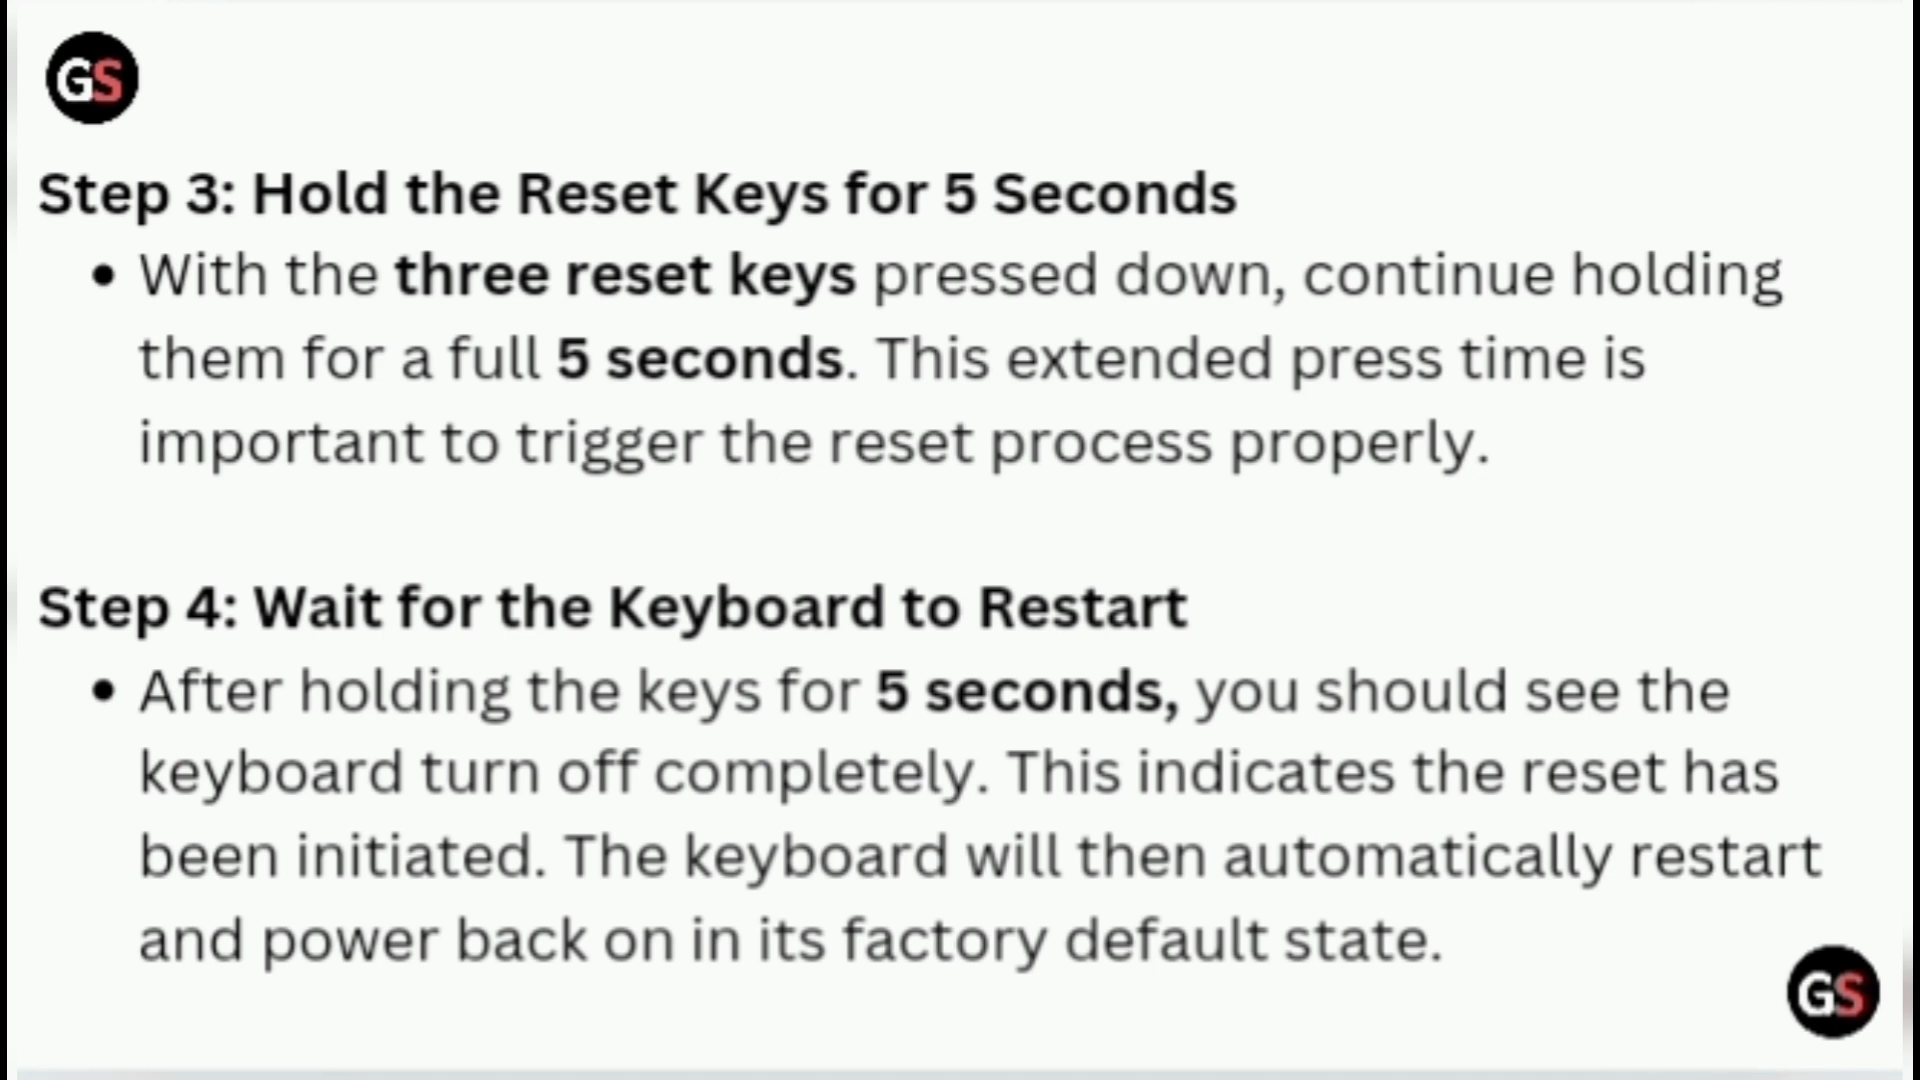 GS
Step 3: Hold the Reset Keys for 5 Seconds
• With the three reset keys pressed down, continue holding
them for a full 5 seconds. This extended press time is
important to trigger the reset process properly.
Step 4: Wait for the Keyboard to Restart
• After holding the keys for 5 seconds, you should see the
keyboard turn off completely. This indicates the reset has
been initiated. The keyboard will then automatically restart
and power back on in its factory default state.
GS